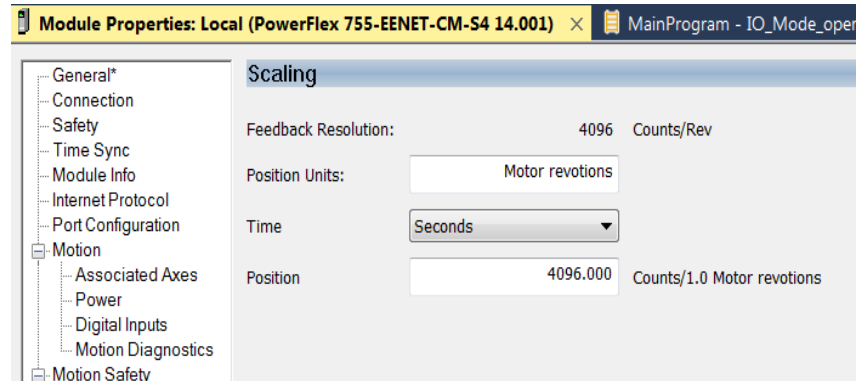 Module Properties: Local (PowerFlex 755-EENET-CM-S4 14.001)
MainProgram - IO_Mode_oper
General*
Connection
Safety
Time Sync
Module Info
Internet Protocol
Port Configuration
Motion
Associated Axes
Power
Digital Inputs
Motion Diagnostics
Motion Safety
Scaling
Feedback Resolution: 4096 Counts/Rev
Position Units: Motor revotions
Time Seconds
Position 4096.000 Counts/1.0 Motor revotions